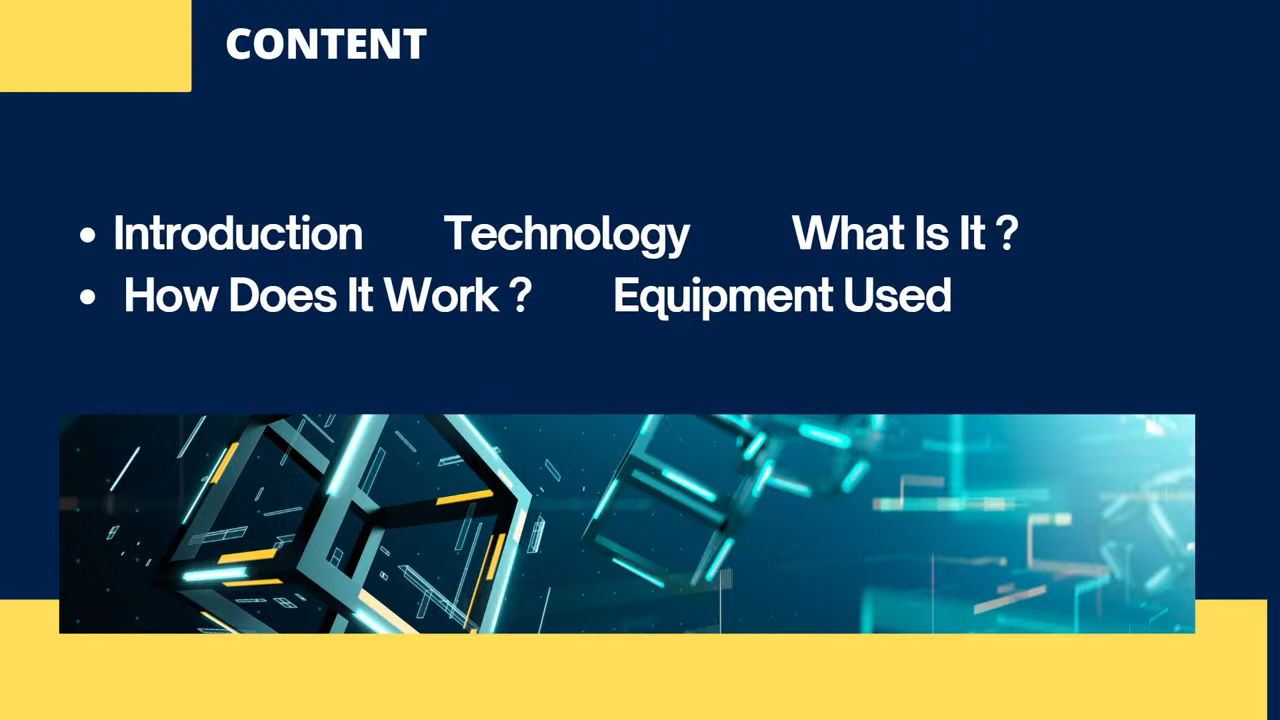 CONTENT
• Introduction Technology What Is It ?
• How Does It Work ? Equipment Used